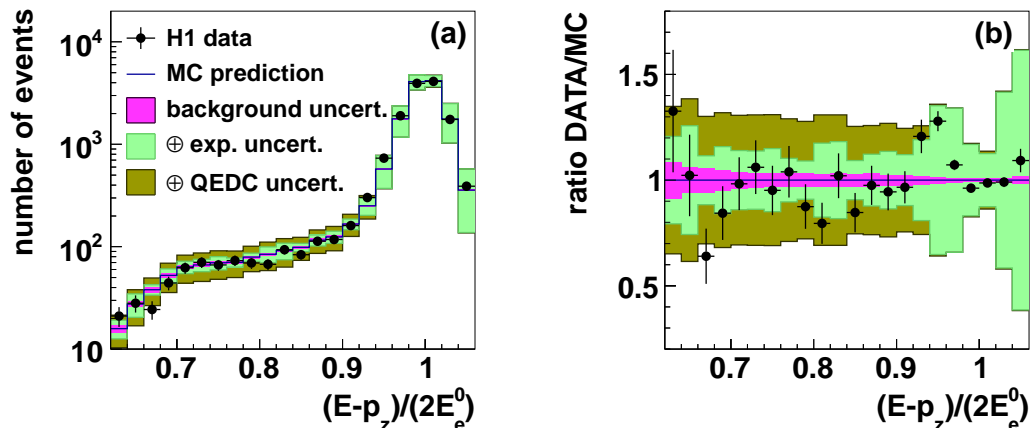 number of events
10⁴
10³
10²
10
(a)
H1 data
MC prediction
background uncert.
⊕ exp. uncert.
⊕ QEDC uncert.
0.7 0.8 0.9 1
(E-p_z)/(2E_e^0)
ratio DATA/MC
1.5
1
0.5
(b)
0.7 0.8 0.9 1
(E-p_z)/(2E_e^0)